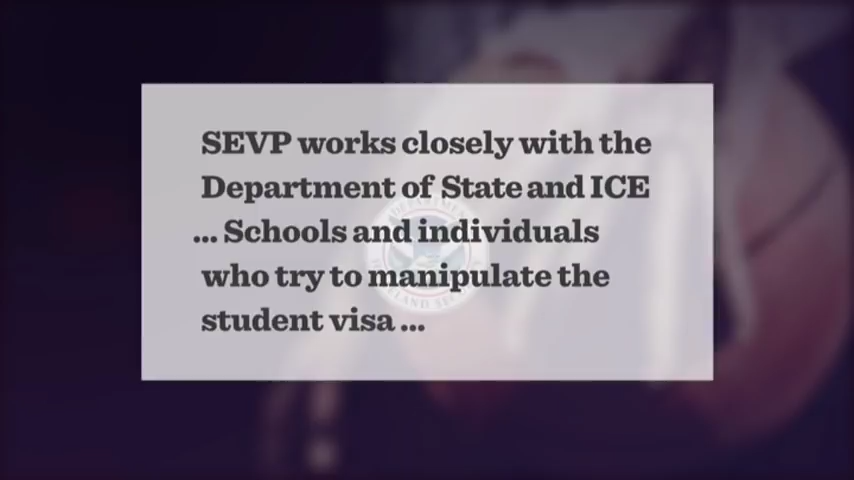 SEVP works closely with the
Department of State and ICE
... Schools and individuals
who try to manipulate the
student visa ...